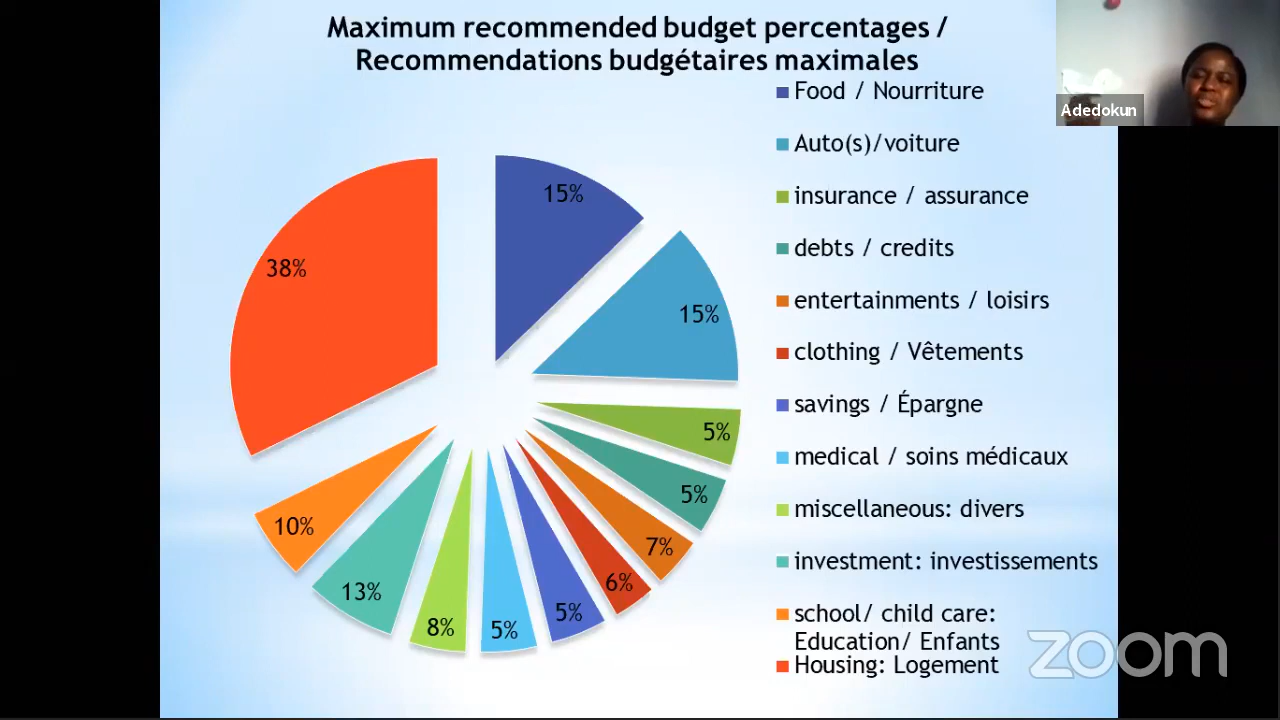 Maximum recommended budget percentages /
Recommendations budgétaires maximales
Adedokun
Food / Nourriture
Auto(s)/voiture
insurance / assurance
debts / credits
entertainments / loisirs
clothing / Vêtements
savings / Épargne
medical / soins médicaux
miscellaneous: divers
investment: investissements
school/ child care:
Education/ Enfants
Housing: Logement
15%
15%
5%
5%
7%
6%
5%
5%
8%
13%
10%
38%
zoom